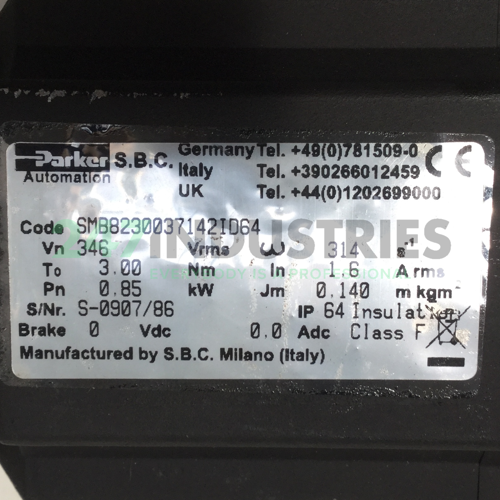 Parker S.B.C. Germany Tel. +49(0)781509-0
Automation Italy Tel. +390266012459
UK Tel. +44(0)1202699000
Code SMB8230037142ID64
INDUSTRIES
Vn 346 Vrms ω 314 s⁻¹
To 3.00 Nm In 1.6 A rms
Pn 0.85 kW Jm 0.140 m kgm²
S/Nr. S-0907/86 IP 64 Insulation
Brake 0 Vdc 0.0 Adc Class F
Manufactured by S.B.C. Milano (Italy)